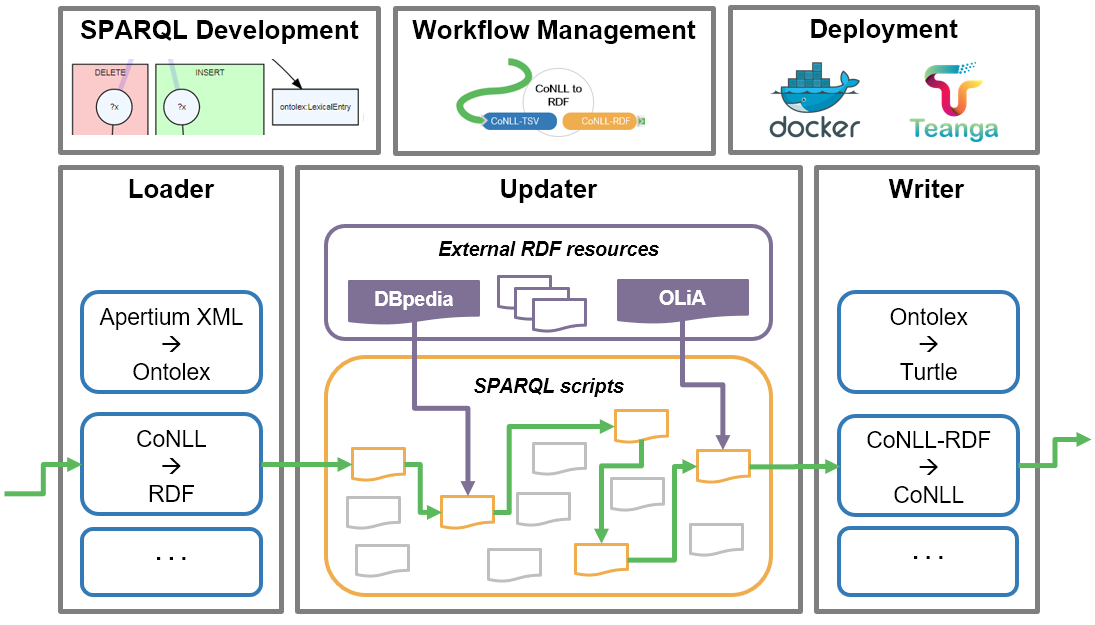 SPARQL Development
DELETE
INSERT
?x
?x
ontolex:LexicalEntry
Workflow Management
CoNLL to
RDF
CoNLL-TSV
CoNLL-RDF
Deployment
docker
Teanga
Loader
Apertium XML
→
Ontolex
CoNLL
→
RDF
...
Updater
External RDF resources
DBpedia
OLiA
SPARQL scripts
Writer
Ontolex
→
Turtle
CoNLL-RDF
→
CoNLL
...